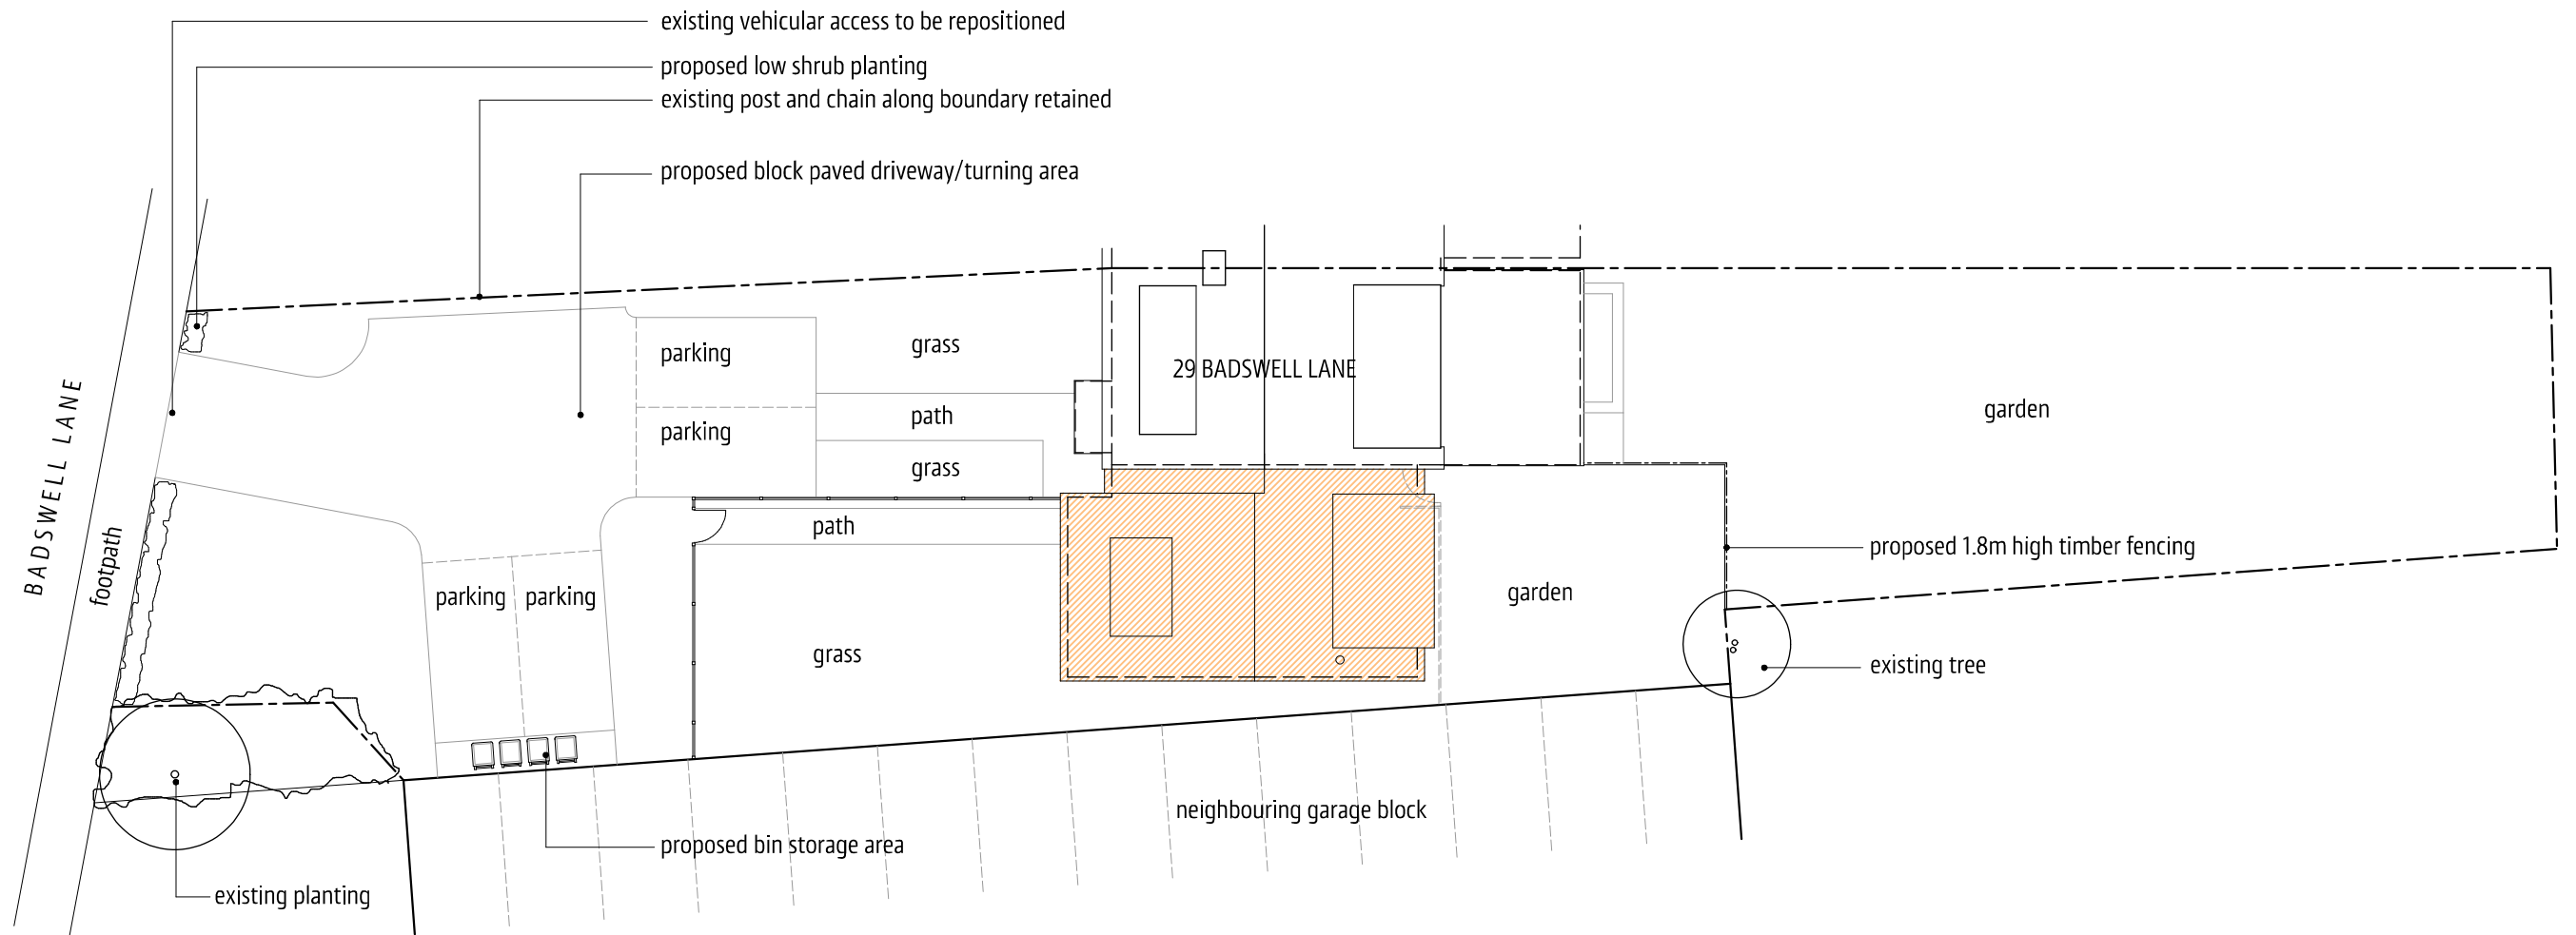 existing vehicular access to be repositioned
proposed low shrub planting
existing post and chain along boundary retained
proposed block paved driveway/turning area
parking
grass
29 BADSWELL LANE
garden
path
parking
grass
BADSWELL LANE
footpath
path
proposed 1.8m high timber fencing
parking
parking
garden
grass
existing tree
neighbouring garage block
proposed bin storage area
existing planting